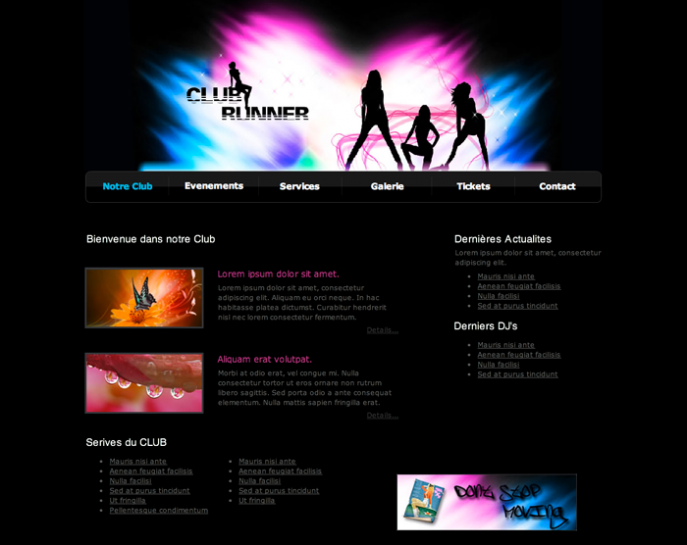 CLUB
RUNNER
Notre Club Evenements Services Galerie Tickets Contact
Bienvenue dans notre Club
Lorem ipsum dolor sit amet.
Lorem ipsum dolor sit amet, consectetur
adipiscing elit. Aliquam eu orci neque. In hac
habitasse platea dictumst. Curabitur hendrerit
nisl nec lorem consectetur fermentum.
Details...
Aliquam erat volutpat.
Morbi at odio erat, vel congue mi. Nulla
consectetur tortor ut eros ornare non rutrum
libero sagittis. Sed porta odio a ante consequat
elementum. Nulla mattis sapien fringilla erat.
Details...
Serives du CLUB
Mauris nisi ante
Aenean feugiat facilisis
Nulla facilisi
Sed at purus tincidunt
Ut fringilla
Pellentesque condimentum
Mauris nisi ante
Aenean feugiat facilisis
Nulla facilisi
Sed at purus tincidunt
Ut fringilla
Dernières Actualites
Lorem ipsum dolor sit amet, consectetur
adipiscing elit.
Mauris nisi ante
Aenean feugiat facilisis
Nulla facilisi
Sed at purus tincidunt
Derniers DJ's
Mauris nisi ante
Aenean feugiat facilisis
Nulla facilisi
Sed at purus tincidunt
Dont Stop
Moving